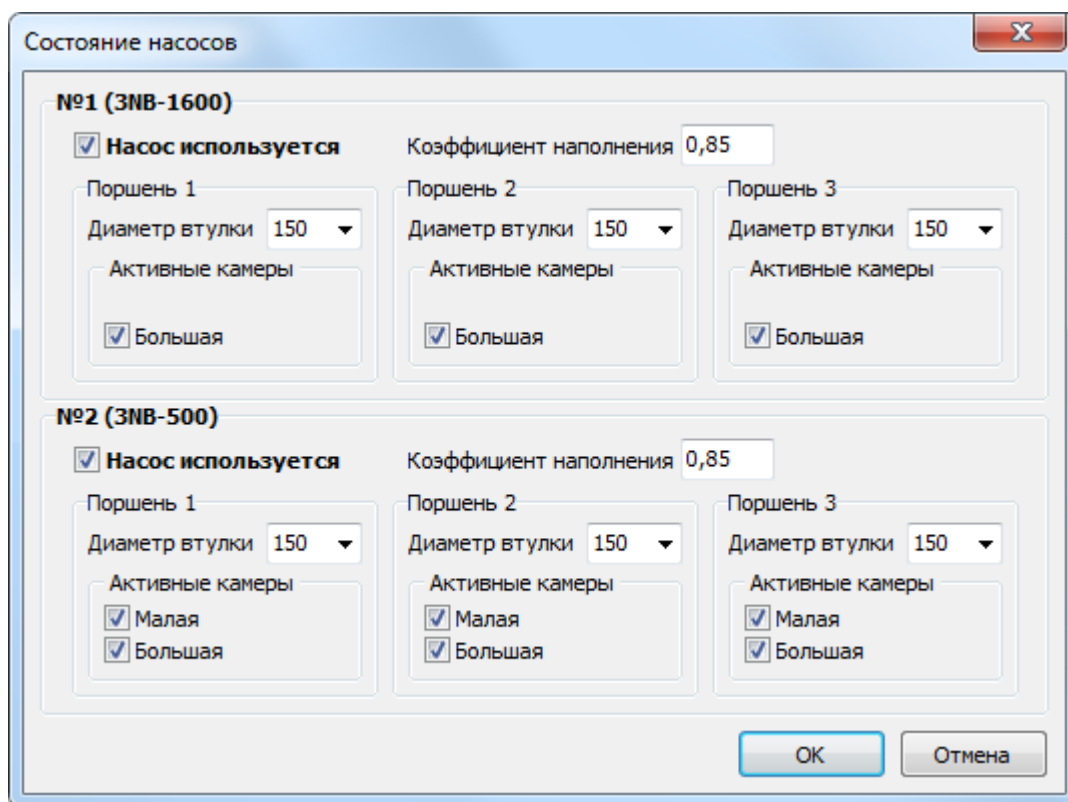 Состояние насосов
№1 (3NB-1600)
Насос используется Коэффициент наполнения 0,85
Поршень 1 Поршень 2 Поршень 3
Диаметр втулки 150 Диаметр втулки 150 Диаметр втулки 150
Активные камеры Активные камеры Активные камеры
Большая Большая Большая
№2 (3NB-500)
Насос используется Коэффициент наполнения 0,85
Поршень 1 Поршень 2 Поршень 3
Диаметр втулки 150 Диаметр втулки 150 Диаметр втулки 150
Активные камеры Активные камеры Активные камеры
Малая Малая Малая
Большая Большая Большая
OK Отмена